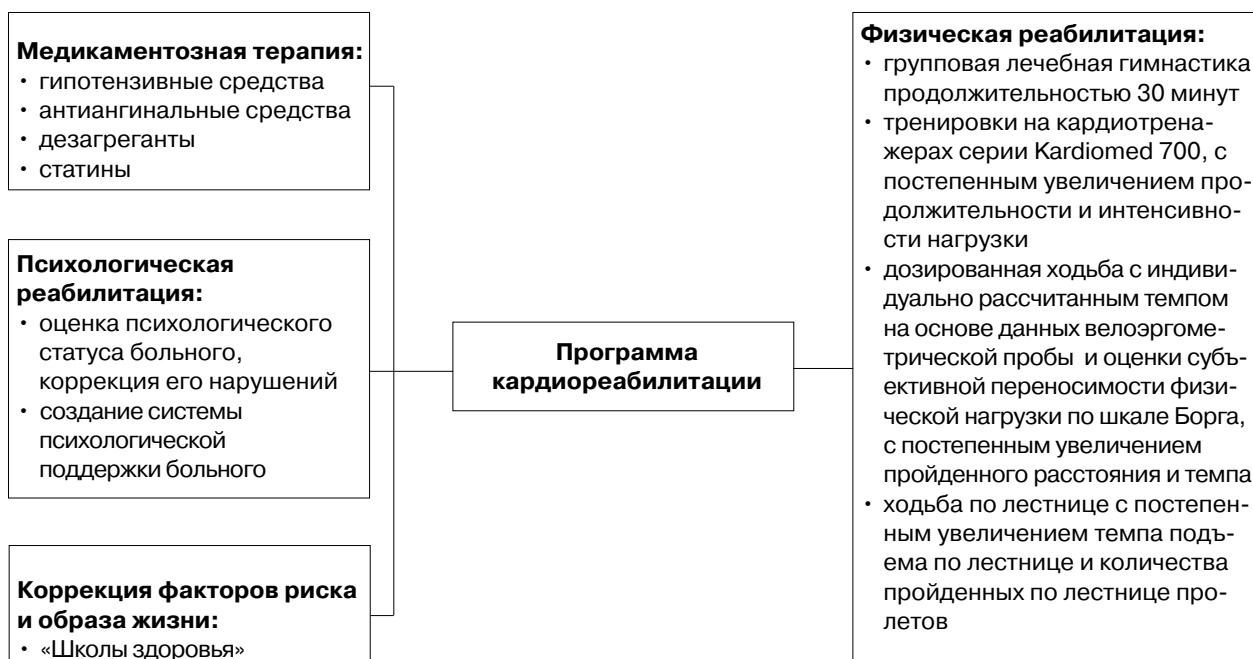 Медикаментозная терапия:
• гипотензивные средства
• антиангинальные средства
• дезагреганты
• статины
Психологическая
реабилитация:
• оценка психологического
статуса больного,
коррекция его нарушений
• создание системы
психологической
поддержки больного
Коррекция факторов риска
и образа жизни:
• «Школы здоровья»
Программа
кардиореабилитации
Физическая реабилитация:
• групповая лечебная гимнастика
продолжительностью 30 минут
• тренировки на кардиотрена-
жерах серии Kardiomed 700, с
постепенным увеличением про-
должительности и интенсивно-
сти нагрузки
• дозированная ходьба с индиви-
дуально рассчитанным темпом
на основе данных велоэргоме-
трической пробы и оценки субъ-
ективной переносимости физи-
ческой нагрузки по шкале Борга,
с постепенным увеличением
пройденного расстояния и темпа
• ходьба по лестнице с постепен-
ным увеличением темпа подъ-
ема по лестнице и количества
пройденных по лестнице про-
летов